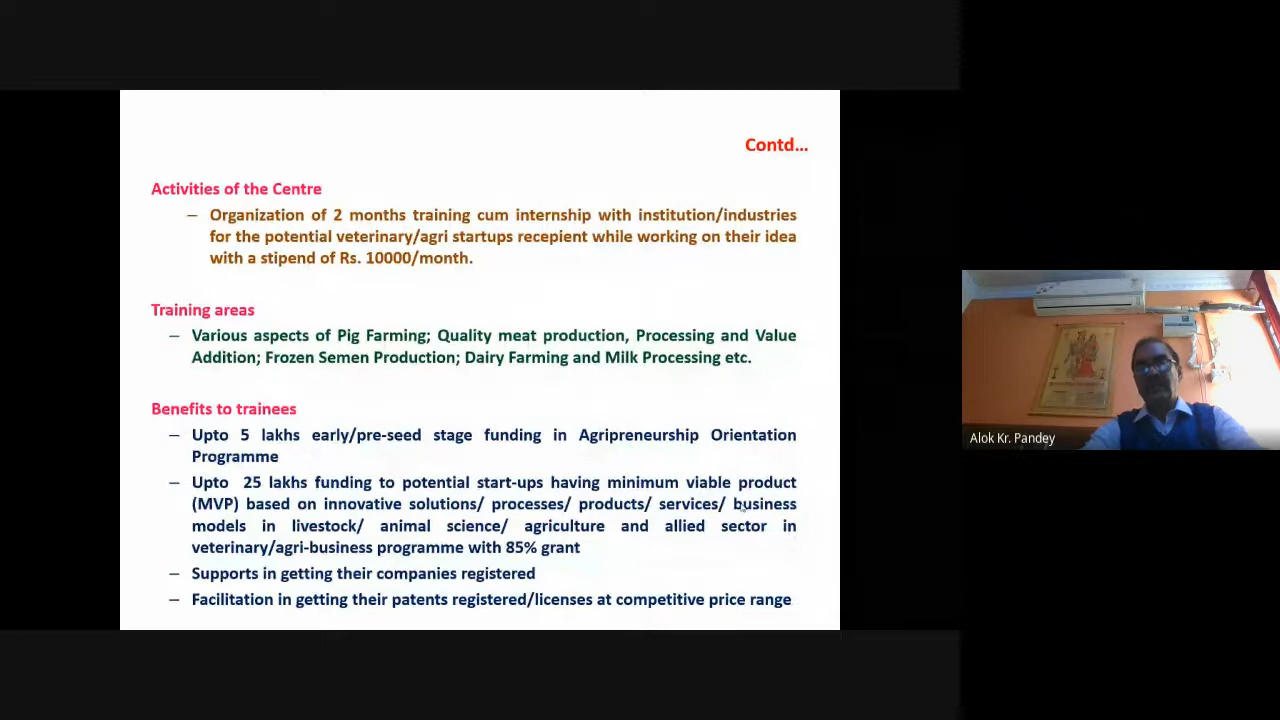 Contd...
Activities of the Centre
– Organization of 2 months training cum internship with institution/industries
for the potential veterinary/agri startups recepient while working on their idea
with a stipend of Rs. 10000/month.
Training areas
– Various aspects of Pig Farming; Quality meat production, Processing and Value
Addition; Frozen Semen Production; Dairy Farming and Milk Processing etc.
Benefits to trainees
– Upto 5 lakhs early/pre-seed stage funding in Agripreneurship Orientation
Programme
– Upto 25 lakhs funding to potential start-ups having minimum viable product
(MVP) based on innovative solutions/ processes/ products/ services/ business
models in livestock/ animal science/ agriculture and allied sector in
veterinary/agri-business programme with 85% grant
– Supports in getting their companies registered
– Facilitation in getting their patents registered/licenses at competitive price range
Alok Kr. Pandey